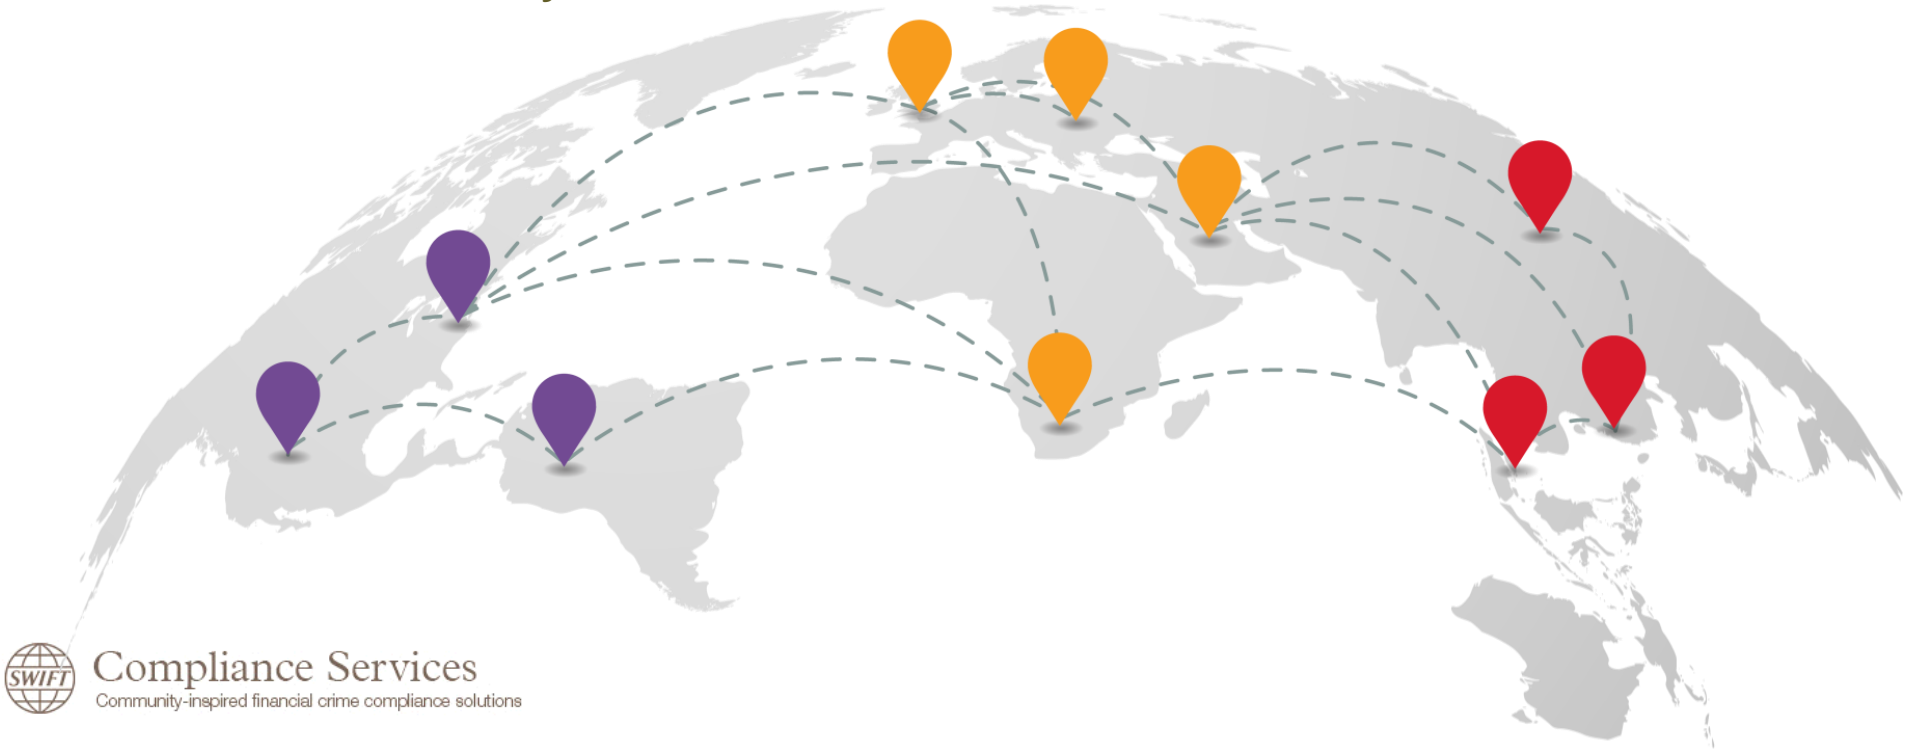 SWIFT
Compliance Services
Community-inspired financial crime compliance solutions